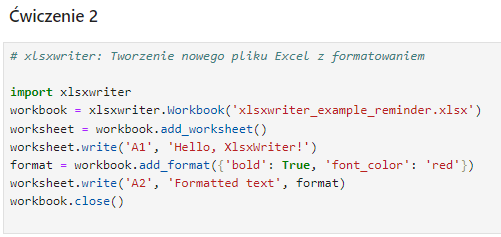 Ćwiczenie 2
# xlsxwriter: Tworzenie nowego pliku Excel z formatowaniem
import xlsxwriter
workbook = xlsxwriter.Workbook('xlsxwriter_example_reminder.xlsx')
worksheet = workbook.add_worksheet()
worksheet.write('A1', 'Hello, XlsxWriter!')
format = workbook.add_format({'bold': True, 'font_color': 'red'})
worksheet.write('A2', 'Formatted text', format)
workbook.close()